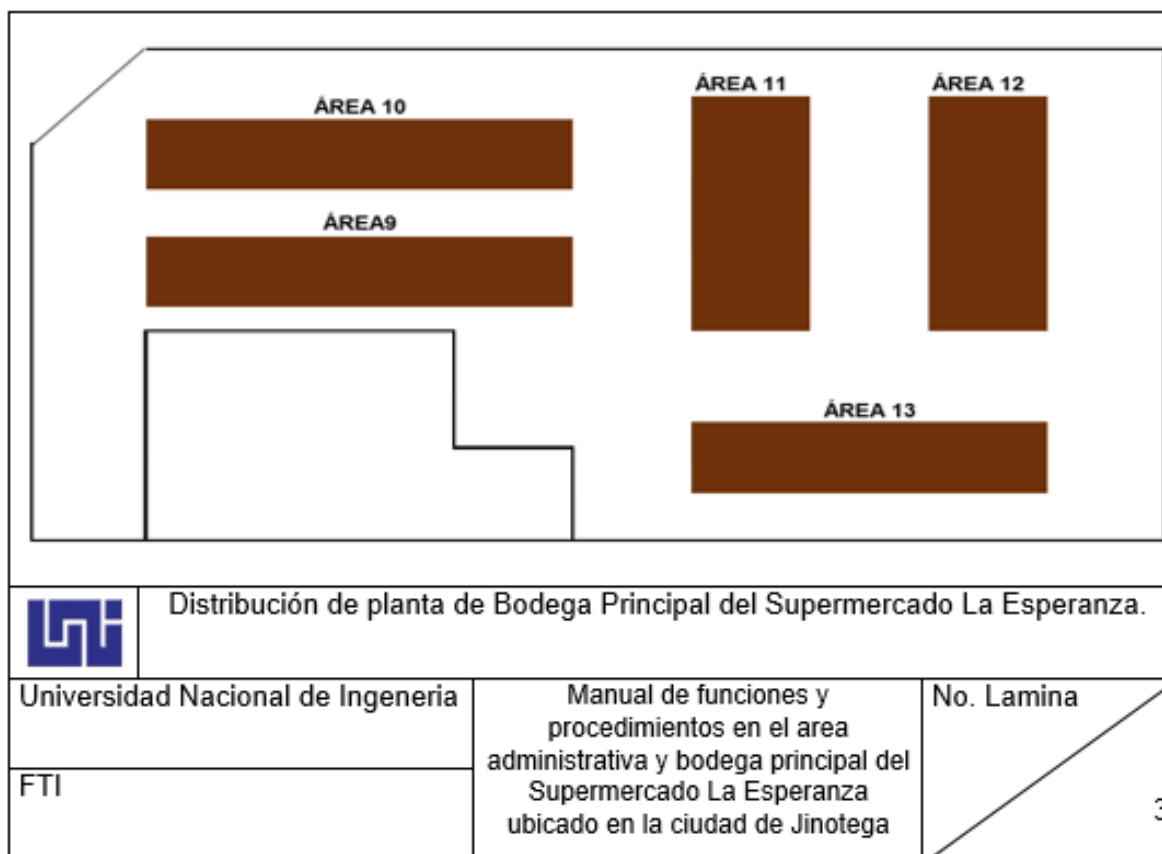 ÁREA 10
ÁREA 11
ÁREA 12
ÁREA9
ÁREA 13
uni
Distribución de planta de Bodega Principal del Supermercado La Esperanza.
Universidad Nacional de Ingeneria
FTI
Manual de funciones y
procedimientos en el area
administrativa y bodega principal del
Supermercado La Esperanza
ubicado en la ciudad de Jinotega
No. Lamina
3